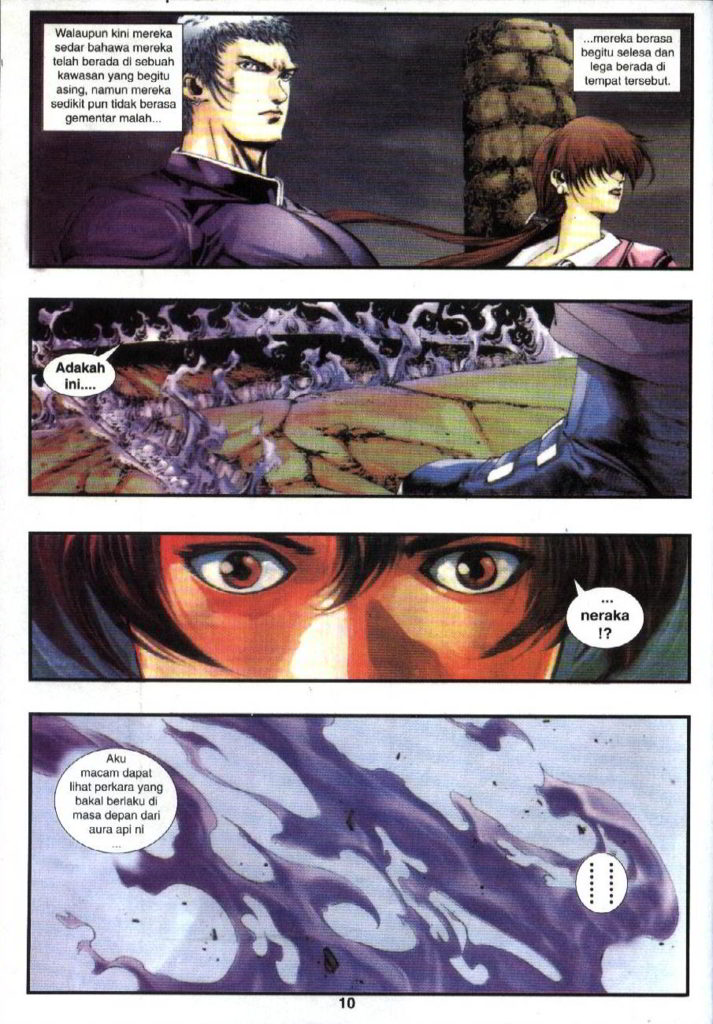 Walaupun kini mereka
sedar bahawa mereka
telah berada di sebuah
kawasan yang begitu
asing, namun mereka
sedikit pun tidak berasa
gementar malah...
...mereka berasa
begitu selesa dan
lega berada di
tempat tersebut.
Adakah
ini....
...
neraka
!?
Aku
macam dapat
lihat perkara yang
bakal berlaku di
masa depan dari
aura api ni
...
10